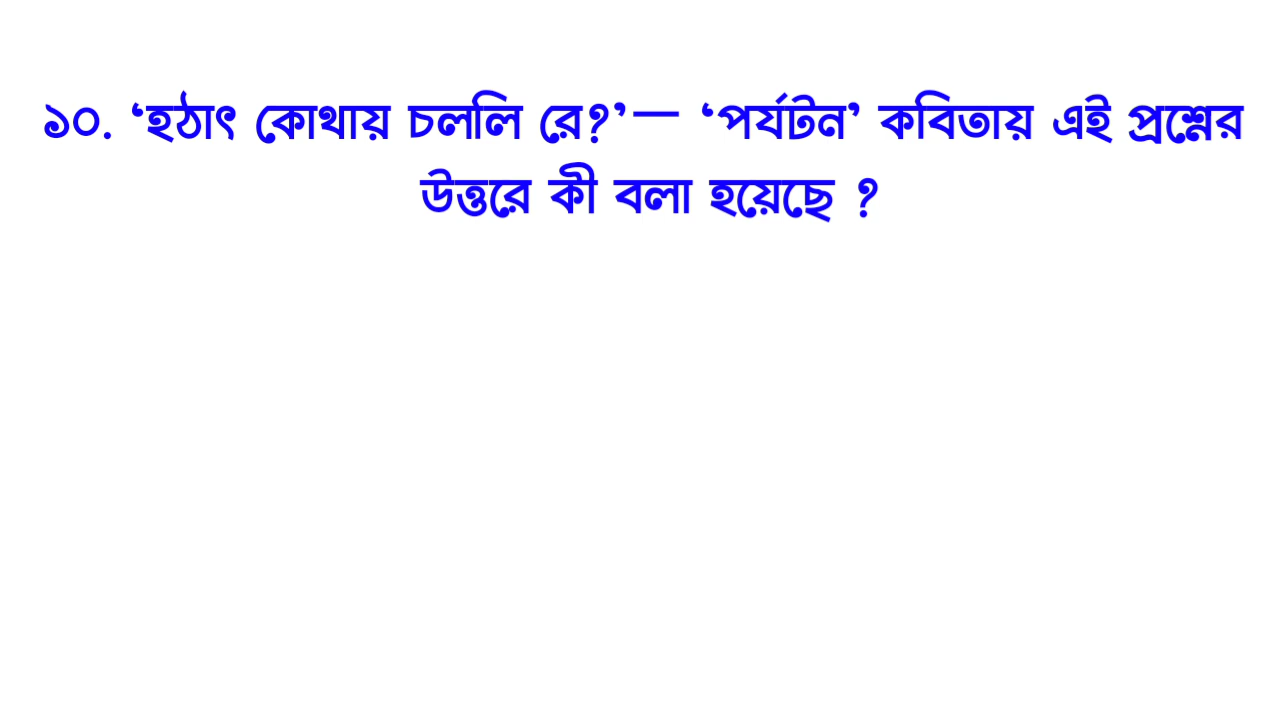 ১০. ‘হঠাৎ কোথায় চললি রে?’— ‘পর্যটন’ কবিতায় এই প্রশ্নের
উত্তরে কী বলা হয়েছে ?